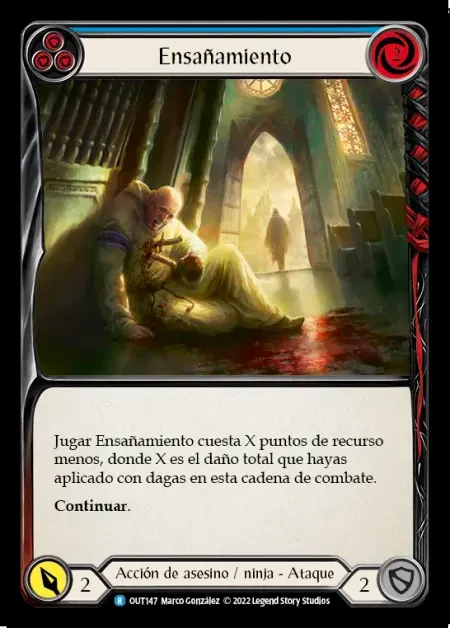 Ensañamiento
2
Jugar Ensañamiento cuesta X puntos de recurso
menos, donde X es el daño total que hayas
aplicado con dagas en esta cadena de combate.
Continuar.
2
Acción de asesino / ninja - Ataque
2
R OUT147 Marco González © 2022 Legend Story Studios